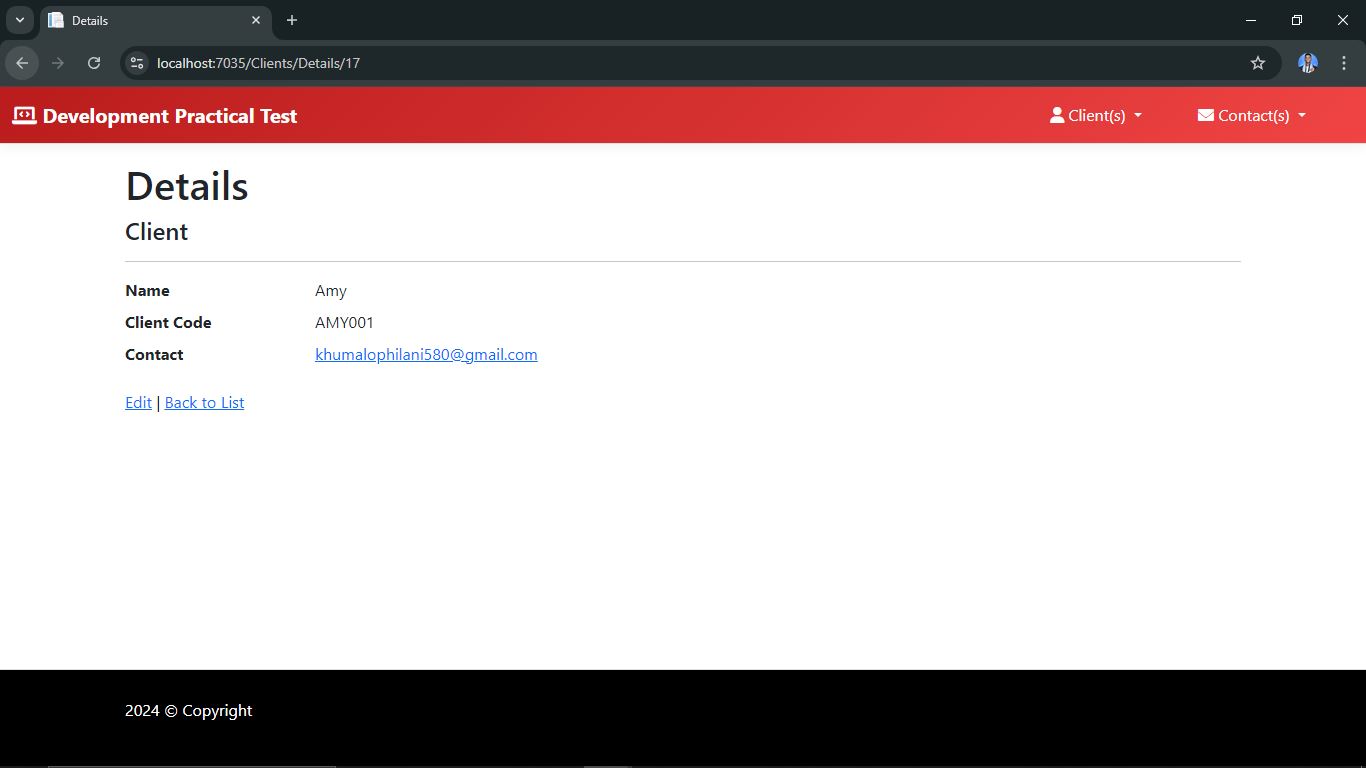 Details
localhost:7035/Clients/Details/17
Development Practical Test Client(s) Contact(s)
Details
Client
Name Amy
Client Code AMY001
Contact khumalophilani580@gmail.com
Edit | Back to List
2024 © Copyright